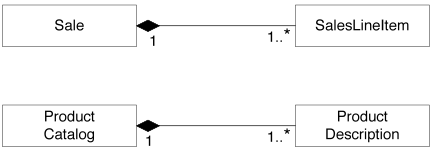 Sale
SalesLineItem
1
1..*
Product
Catalog
Product
Description
1
1..*